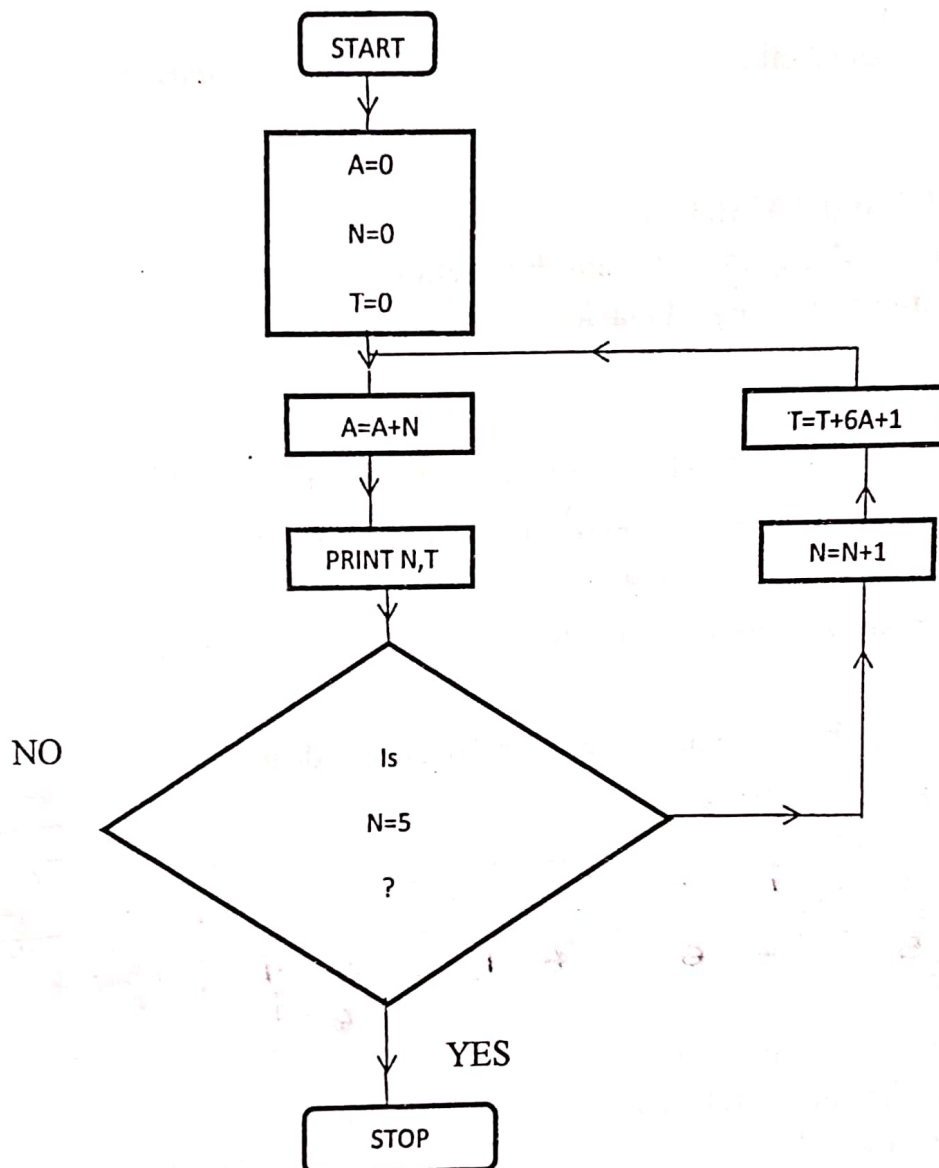 START
A=0
N=0
T=0
A=A+N
T=T+6A+1
PRINT N,T
N=N+1
NO
Is
N=5
?
YES
STOP